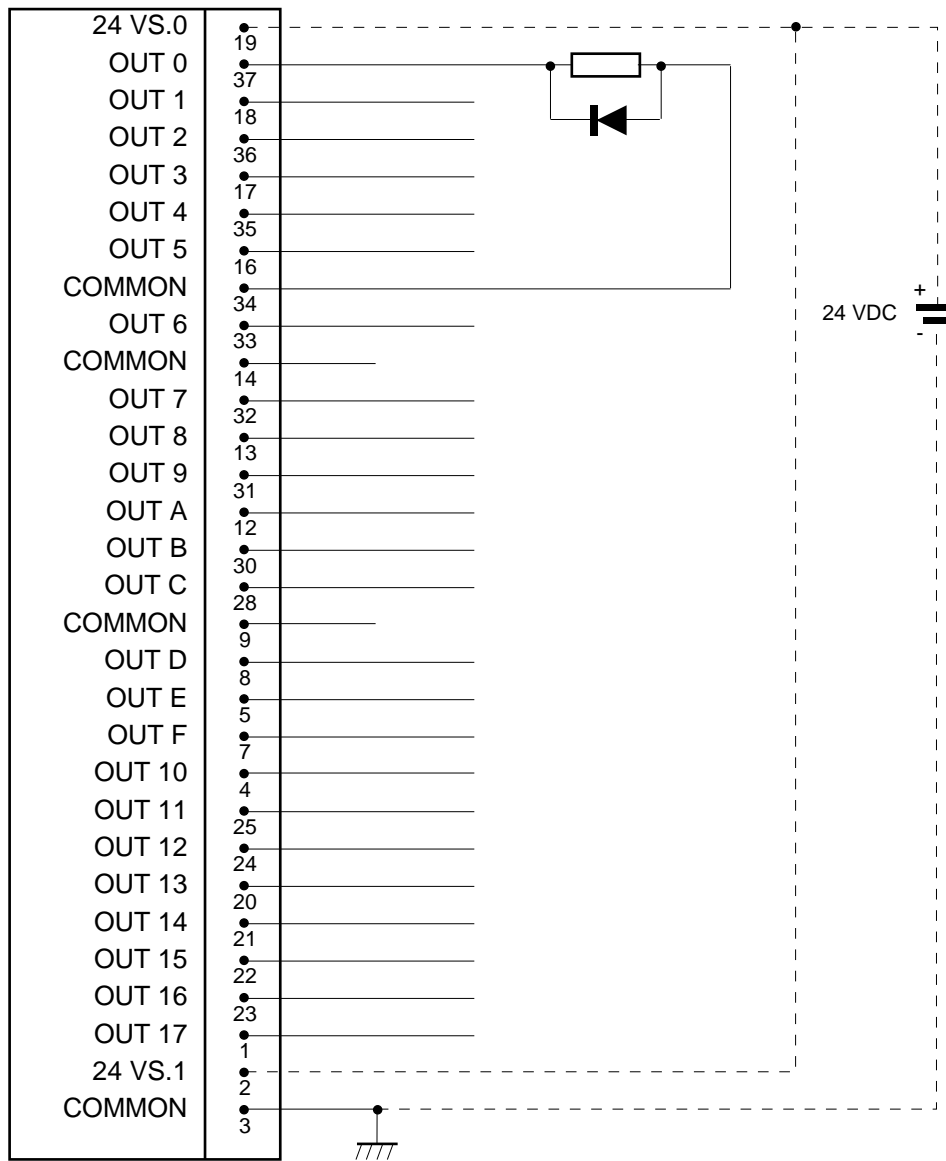 24 VS.0 19
OUT 0 37
OUT 1 18
OUT 2 36
OUT 3 17
OUT 4 35
OUT 5 16
COMMON 34
OUT 6 33
COMMON 14
OUT 7 32
OUT 8 13
OUT 9 31
OUT A 12
OUT B 30
OUT C 28
COMMON 9
OUT D 8
OUT E 5
OUT F 7
OUT 10 4
OUT 11 25
OUT 12 24
OUT 13 20
OUT 14 21
OUT 15 22
OUT 16 23
OUT 17 1
24 VS.1 2
COMMON 3
+
24 VDC
-